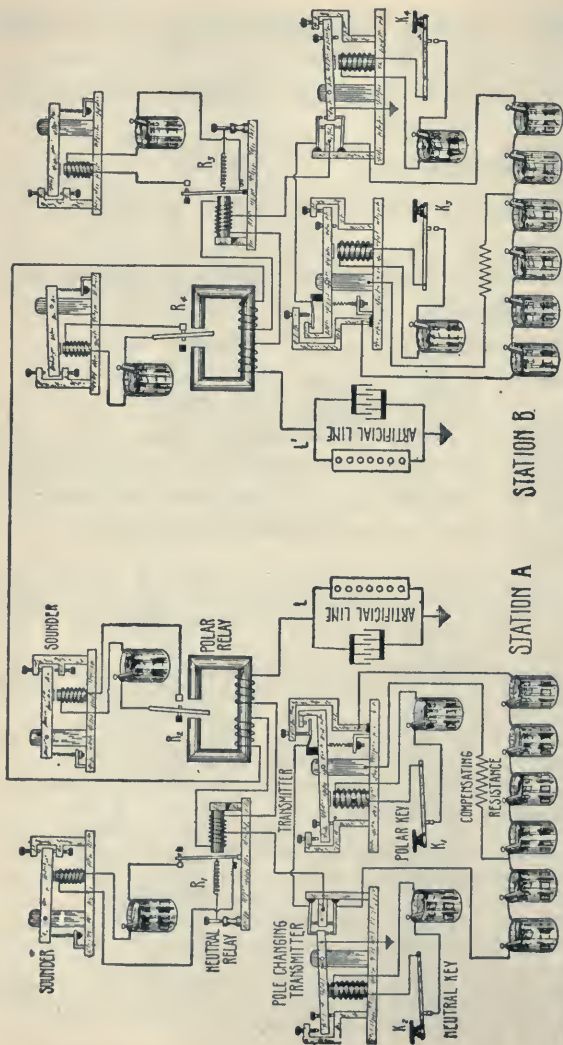 SOUNDER
R1
NEUTRAL
RELAY
POLE CHANGING
TRANSMITTER
K2
NEUTRAL KEY
SOUNDER
R2
POLAR
RELAY
L
ARTIFICIAL LINE
TRANSMITTER
POLAR KEY
K1
COMPENSATING
RESISTANCE
STATION A
R4
L'
ARTIFICIAL LINE
R3
K3
K4
STATION B.